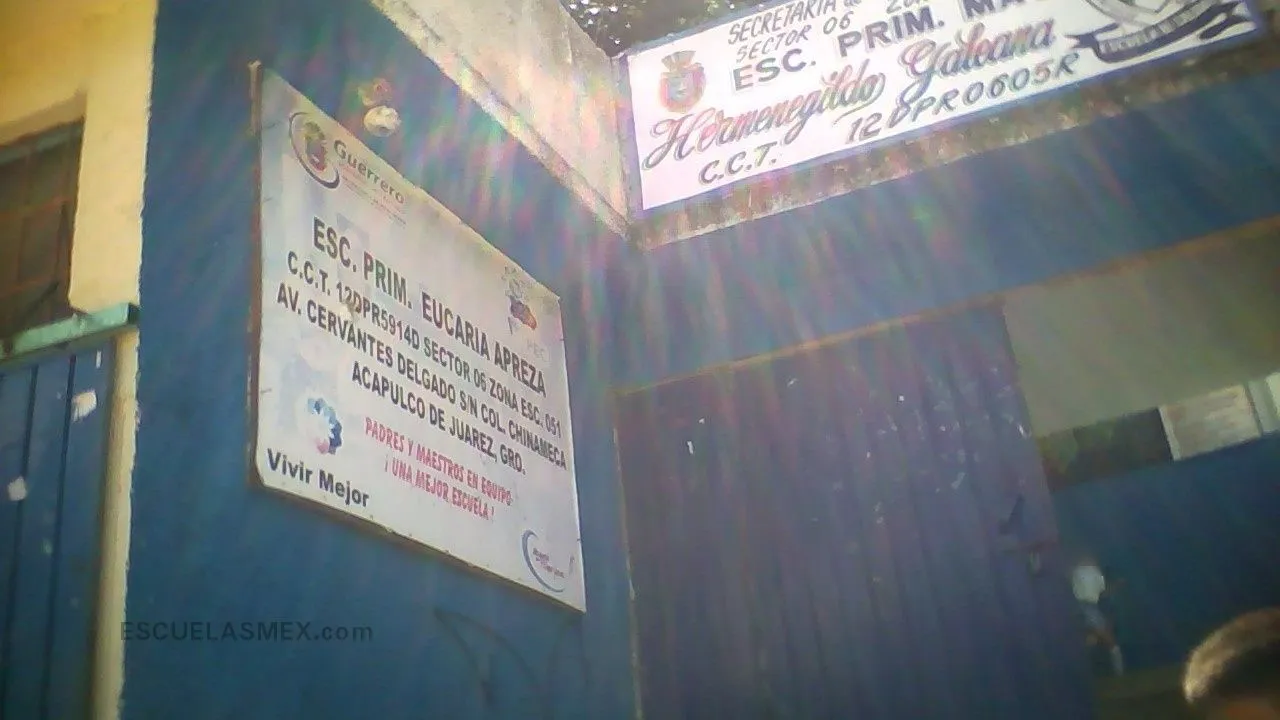 Guerrero
ESC. PRIM. EUCARIA APREZA
C.C.T. 12DPR5914D SECTOR 06 ZONA ESC. 051
AV. CERVANTES DELGADO S/N COL. CHINAMECA
ACAPULCO DE JUAREZ, GRO.
PADRES Y MAESTROS EN EQUIPO
¡ UNA MEJOR ESCUELA !
Vivir Mejor
SECRETARIA
SECTOR 06
ESC. PRIM.
Hermenegildo Galeana
C.C.T. 12DPR0605R
ESCUELASMEX.com